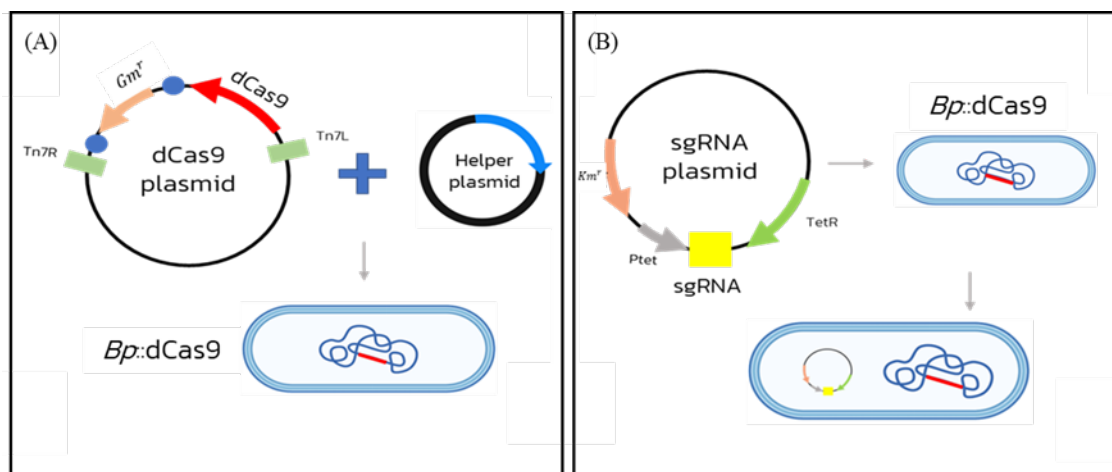 (A)
Gmʳ
dCas9
Tn7R
Tn7L
dCas9
plasmid
Helper
plasmid
Bp::dCas9
(B)
Kmʳ
sgRNA
plasmid
TetR
Ptet
sgRNA
Bp::dCas9